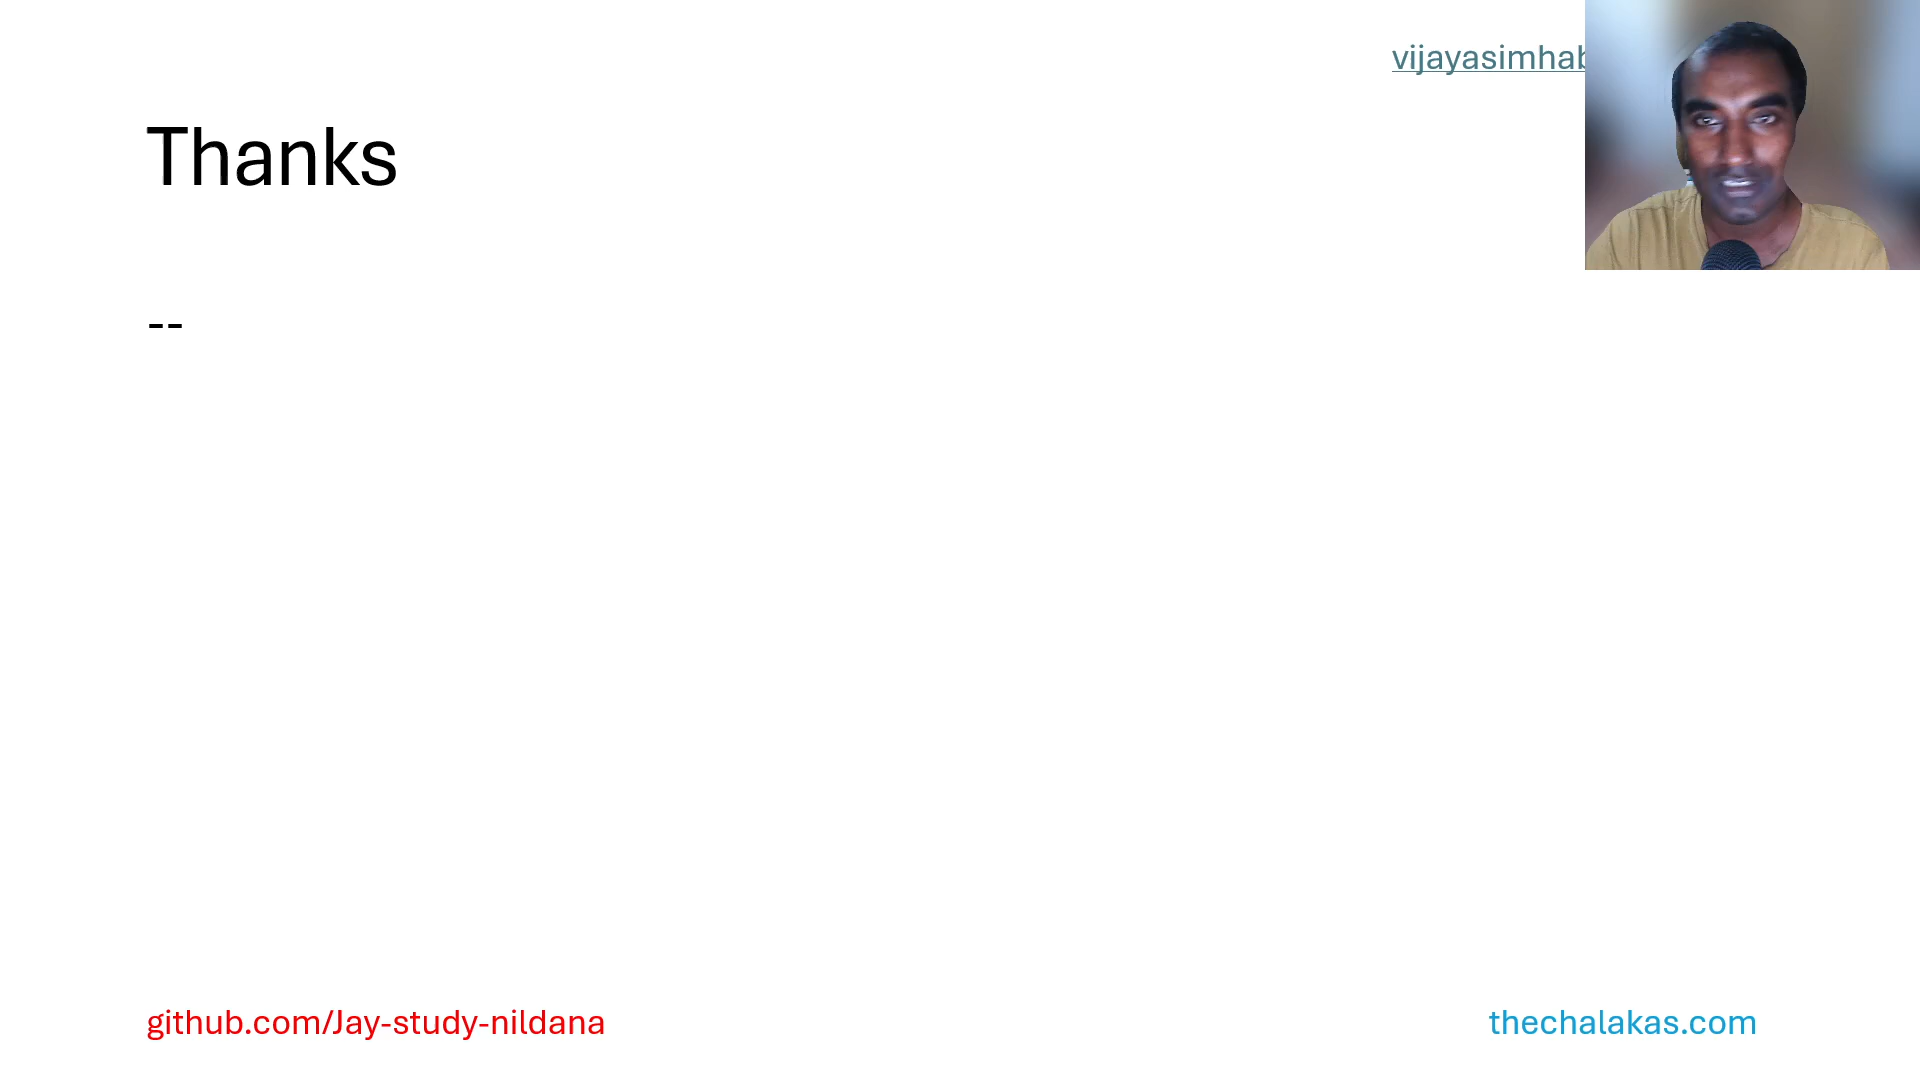 vijayasimhab
Thanks
--
github.com/Jay-study-nildana
thechalakas.com